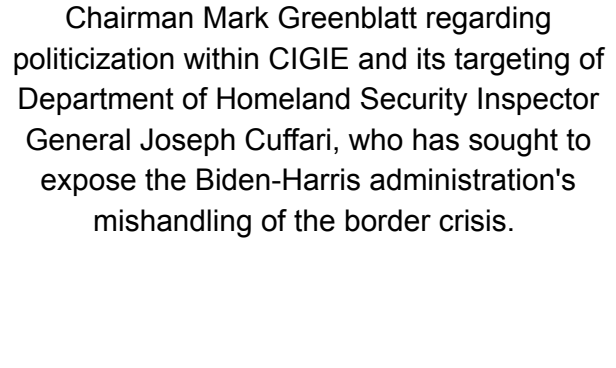 Chairman Mark Greenblatt regarding
politicization within CIGIE and its targeting of
Department of Homeland Security Inspector
General Joseph Cuffari, who has sought to
expose the Biden-Harris administration's
mishandling of the border crisis.